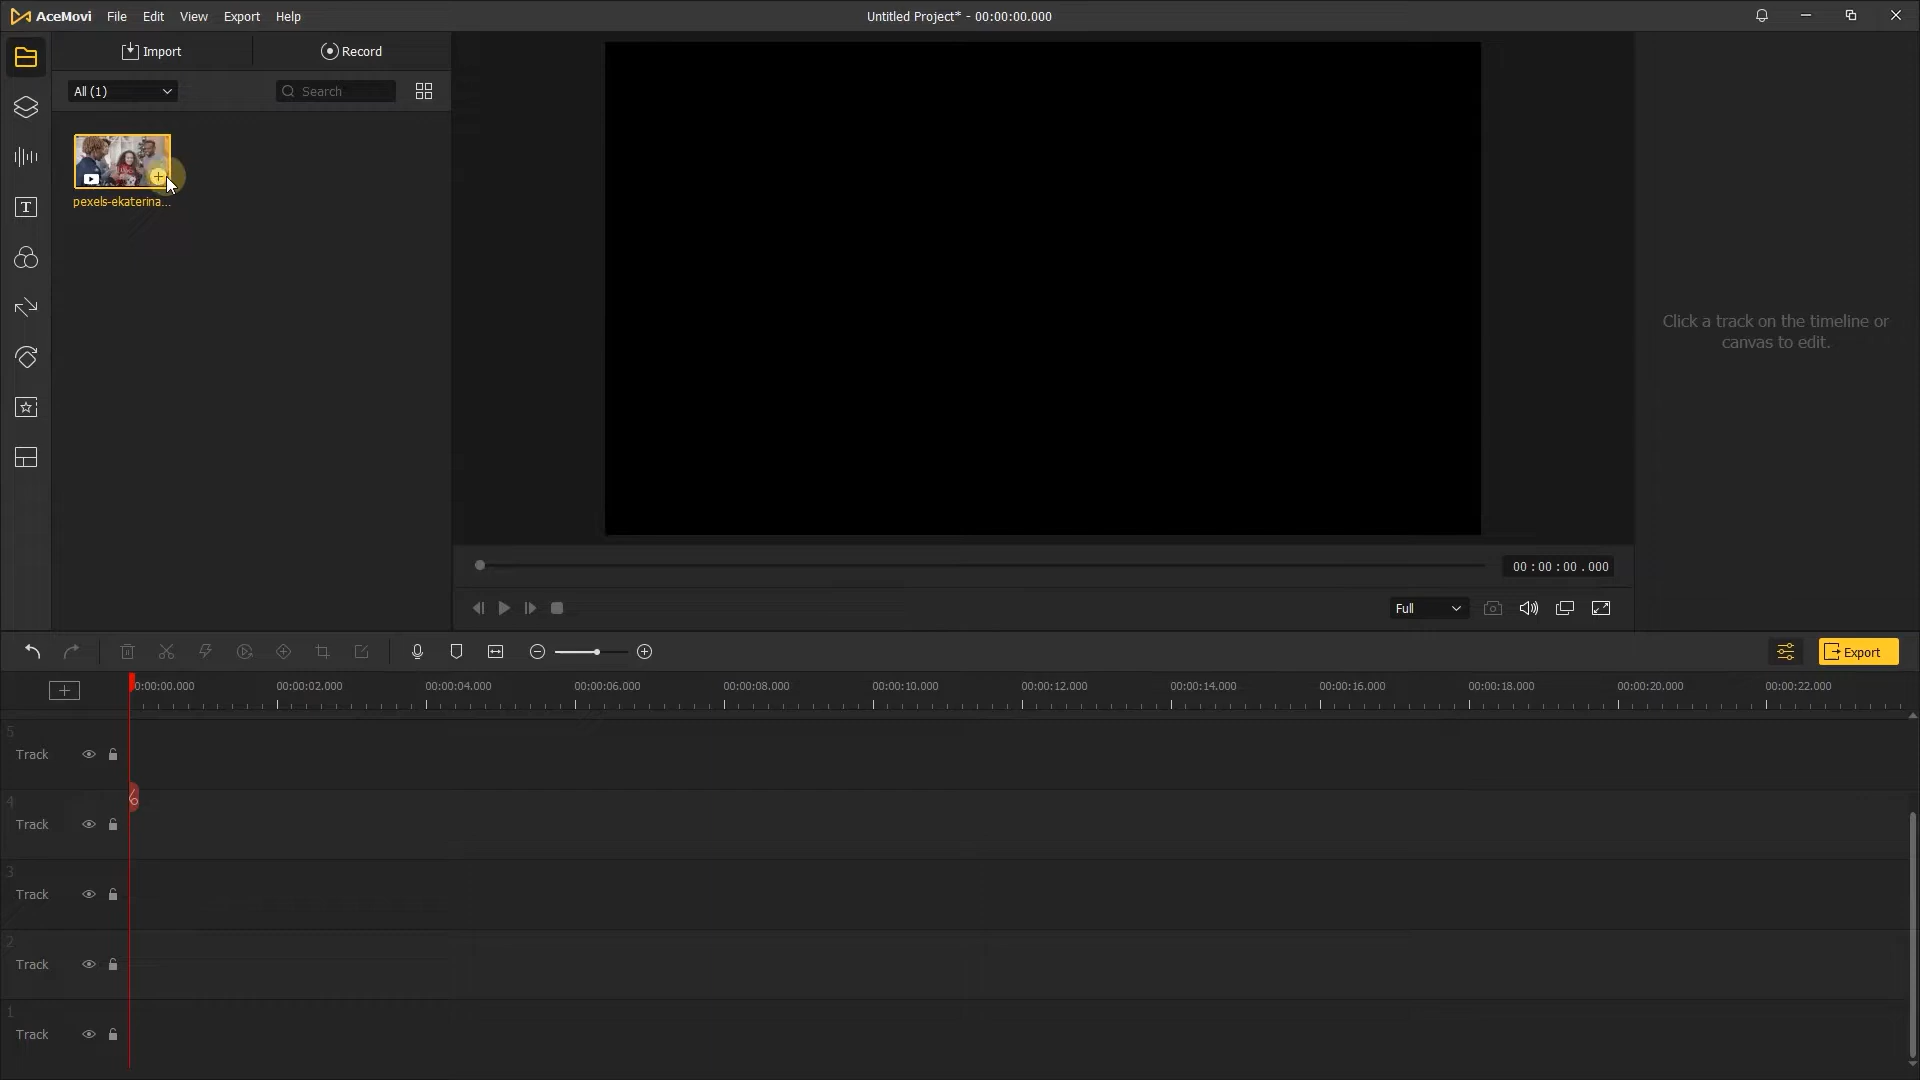 AceMovi File Edit View Export Help
Untitled Project* - 00:00:00.000
Import
Record
All (1)
Search
pexels-ekaterina...
Click a track on the timeline or
canvas to edit.
00:00:00.000
Full
Export
0:00:00.000 00:00:02.000 00:00:04.000 00:00:06.000 00:00:08.000 00:00:10.000 00:00:12.000 00:00:14.000 00:00:16.000 00:00:18.000 00:00:20.000 00:00:22.000
5
Track
4
Track
3
Track
2
Track
1
Track